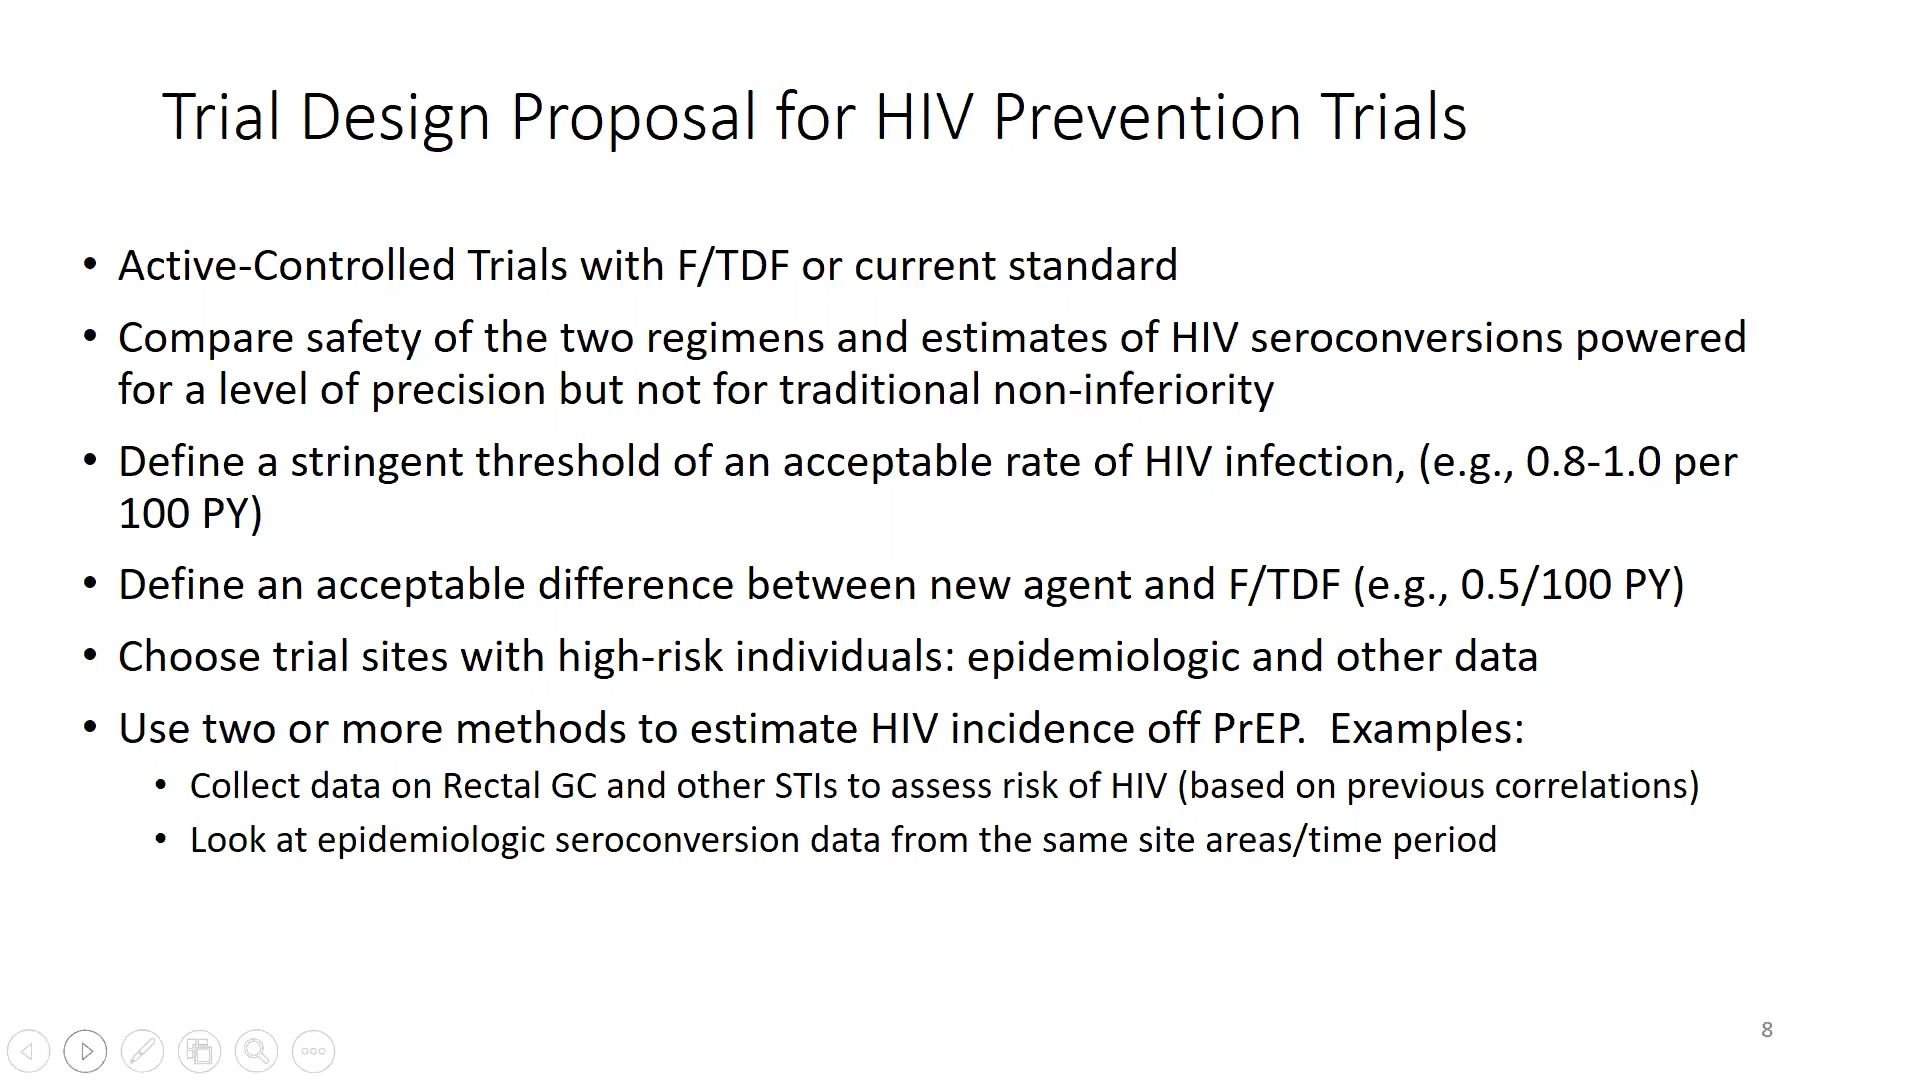 Trial Design Proposal for HIV Prevention Trials
• Active-Controlled Trials with F/TDF or current standard
• Compare safety of the two regimens and estimates of HIV seroconversions powered
for a level of precision but not for traditional non-inferiority
• Define a stringent threshold of an acceptable rate of HIV infection, (e.g., 0.8-1.0 per
100 PY)
• Define an acceptable difference between new agent and F/TDF (e.g., 0.5/100 PY)
• Choose trial sites with high-risk individuals: epidemiologic and other data
• Use two or more methods to estimate HIV incidence off PrEP.  Examples:
• Collect data on Rectal GC and other STIs to assess risk of HIV (based on previous correlations)
• Look at epidemiologic seroconversion data from the same site areas/time period
8